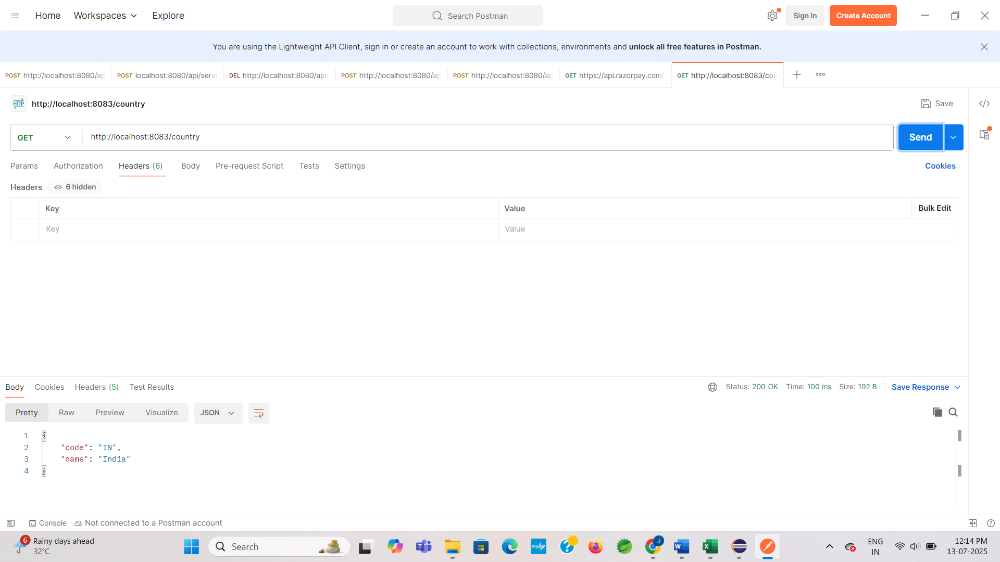 Home Workspaces Explore Search Postman Sign In Create Account
You are using the Lightweight API Client, sign in or create an account to work with collections, environments and unlock all free features in Postman.
POST http://localhost:8080/ap POST localhost:8080/api/servi DEL http://localhost:8080/api/ POST http://localhost:8080/ap POST http://localhost:8080/ap GET https://api.razorpay.com/ GET http://localhost:8083/cou
HTTP http://localhost:8083/country Save
GET http://localhost:8083/country Send
Params Authorization Headers (6) Body Pre-request Script Tests Settings Cookies
Headers 6 hidden
Key Value Bulk Edit
Key Value
Body Cookies Headers (5) Test Results Status: 200 OK Time: 100 ms Size: 192 B Save Response
Pretty Raw Preview Visualize JSON
1 {
2 "code": "IN",
3 "name": "India"
4 }
Console Not connected to a Postman account
6 Rainy days ahead
32°C
Search
myhp
J
ENG
IN
12:14 PM
13-07-2025